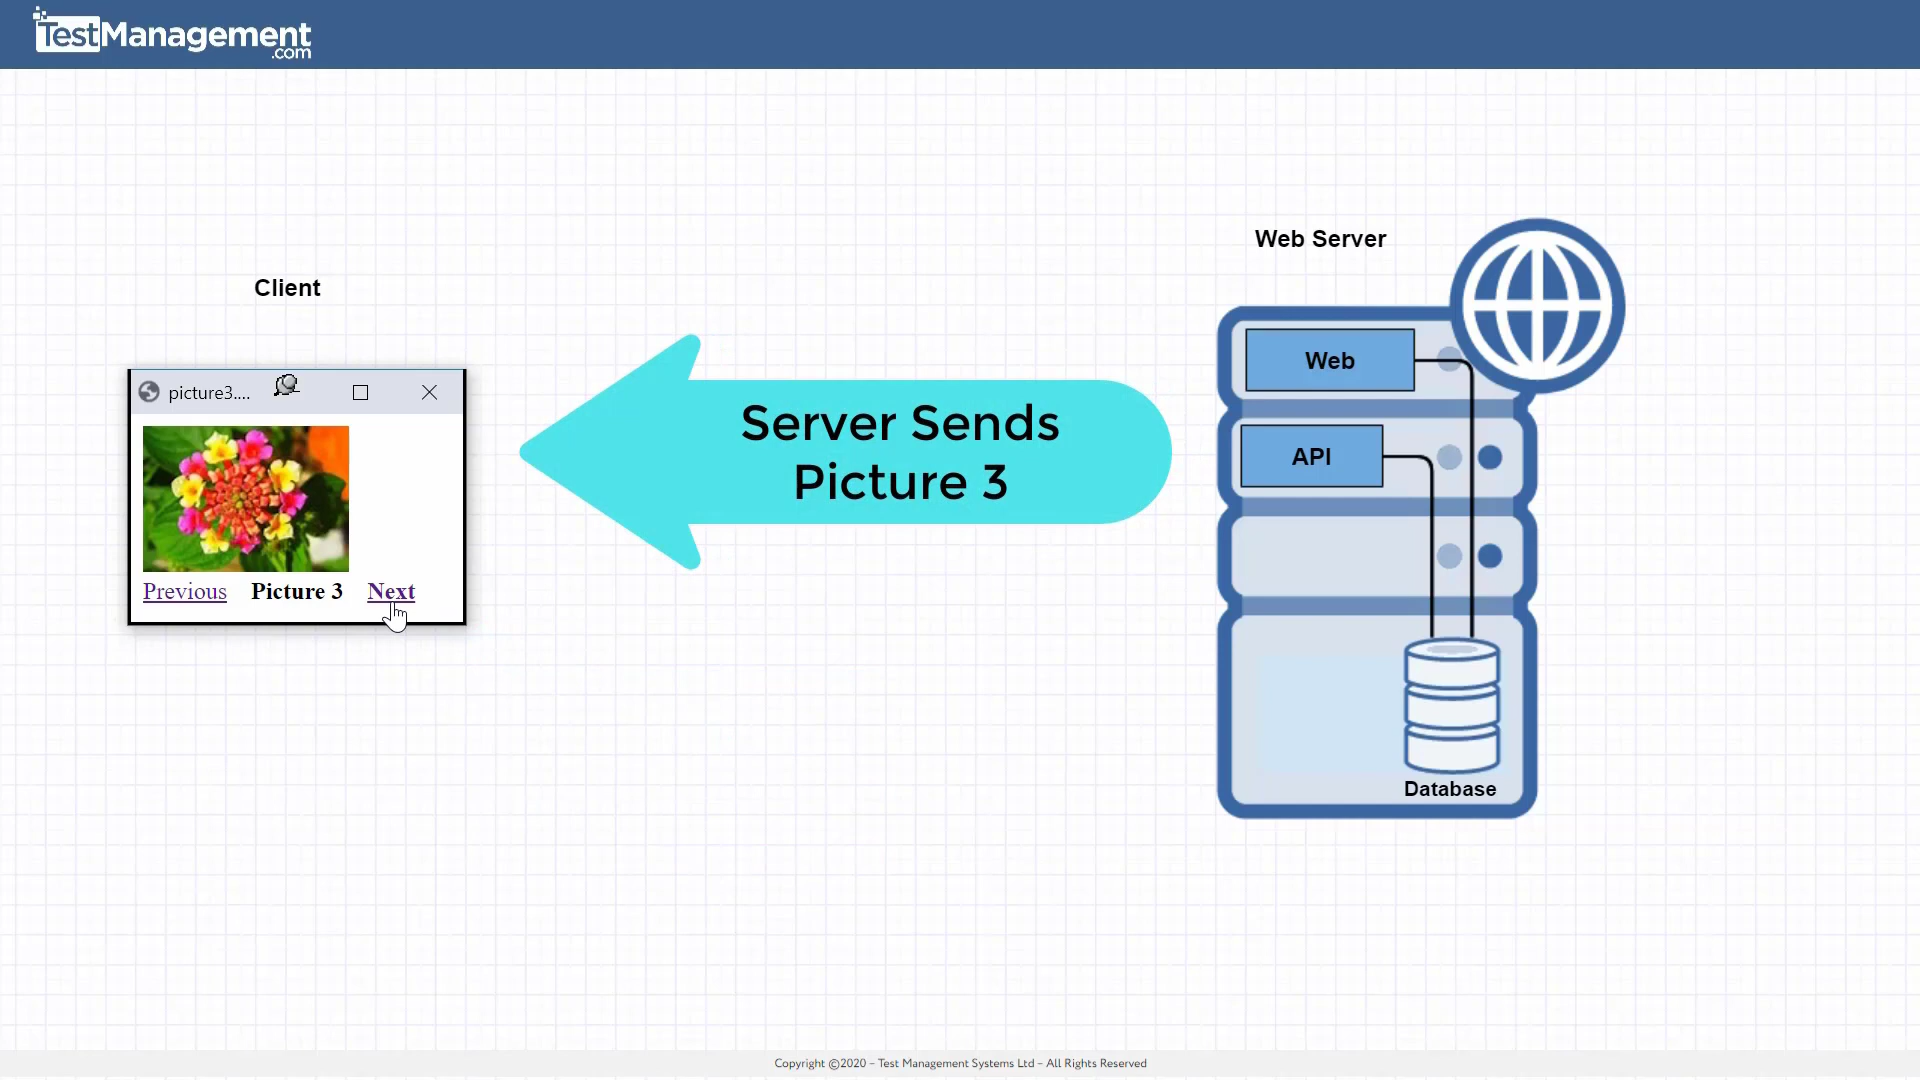 TestManagement
.com
Web Server
Client
picture3....
Previous Picture 3 Next
Server Sends
Picture 3
Web
API
Database
Copyright ©2020 – Test Management Systems Ltd – All Rights Reserved